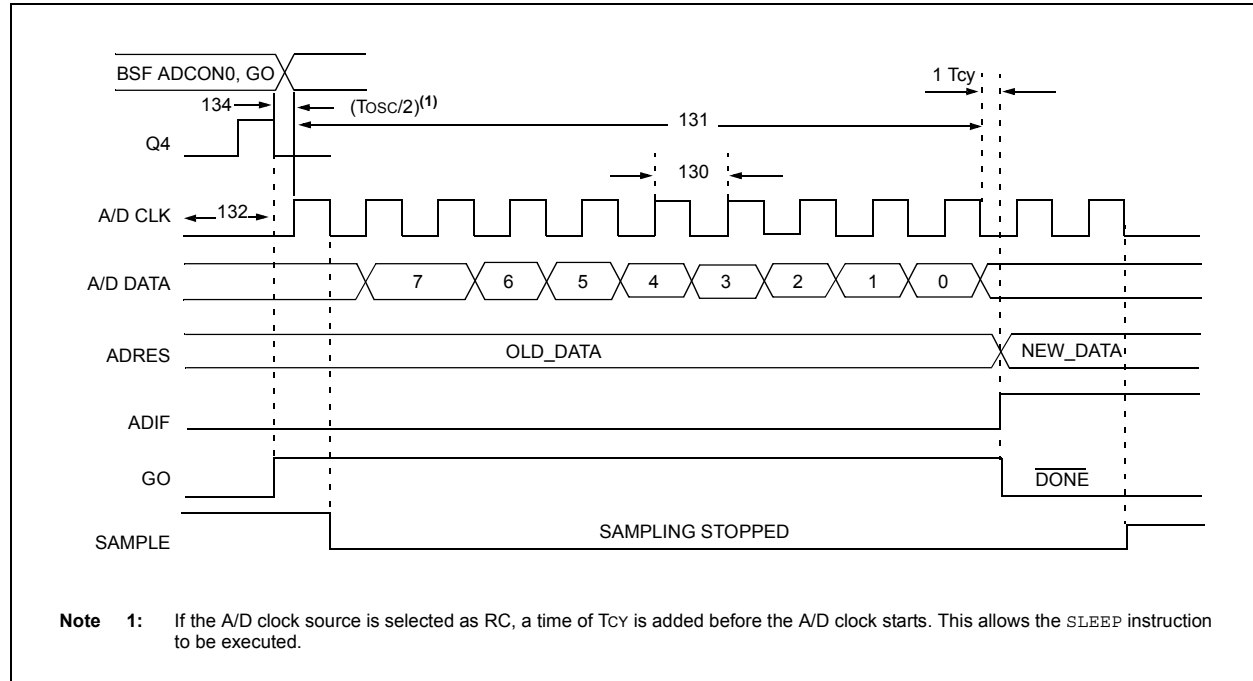 BSF ADCON0, GO
1 TCY
134
(TOSC/2)(1)
131
Q4
130
A/D CLK
132
A/D DATA
7 6 5 4 3 2 1 0
ADRES
OLD_DATA
NEW_DATA
ADIF
GO
DONE
SAMPLE
SAMPLING STOPPED
Note 1: If the A/D clock source is selected as RC, a time of TCY is added before the A/D clock starts. This allows the SLEEP instruction
to be executed.